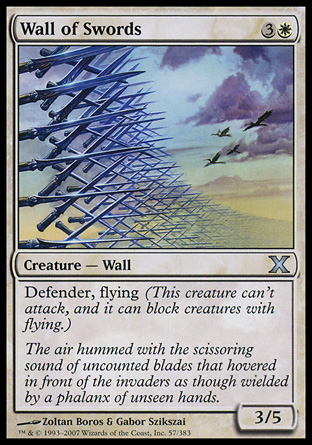 Wall of Swords 3
Creature — Wall X
Defender, flying (This creature can't
attack, and it can block creatures with
flying.)
The air hummed with the scissoring
sound of uncounted blades that hovered
in front of the invaders as though wielded
by a phalanx of unseen hands.
Zoltan Boros & Gabor Szikszai
™ & © 1993–2007 Wizards of the Coast, Inc. 57/383
3/5